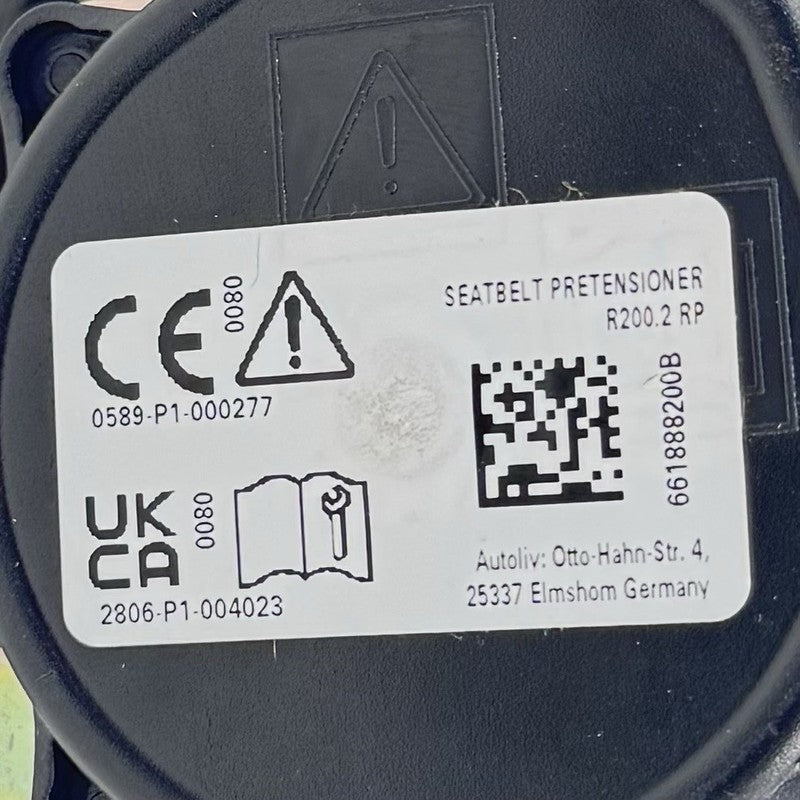 CE 0080
0589-P1-000277
UK
CA 0080
2806-P1-004023
SEATBELT PRETENSIONER
R200.2 RP
661888200B
Autoliv: Otto-Hahn-Str. 4,
25337 Elmshorn Germany